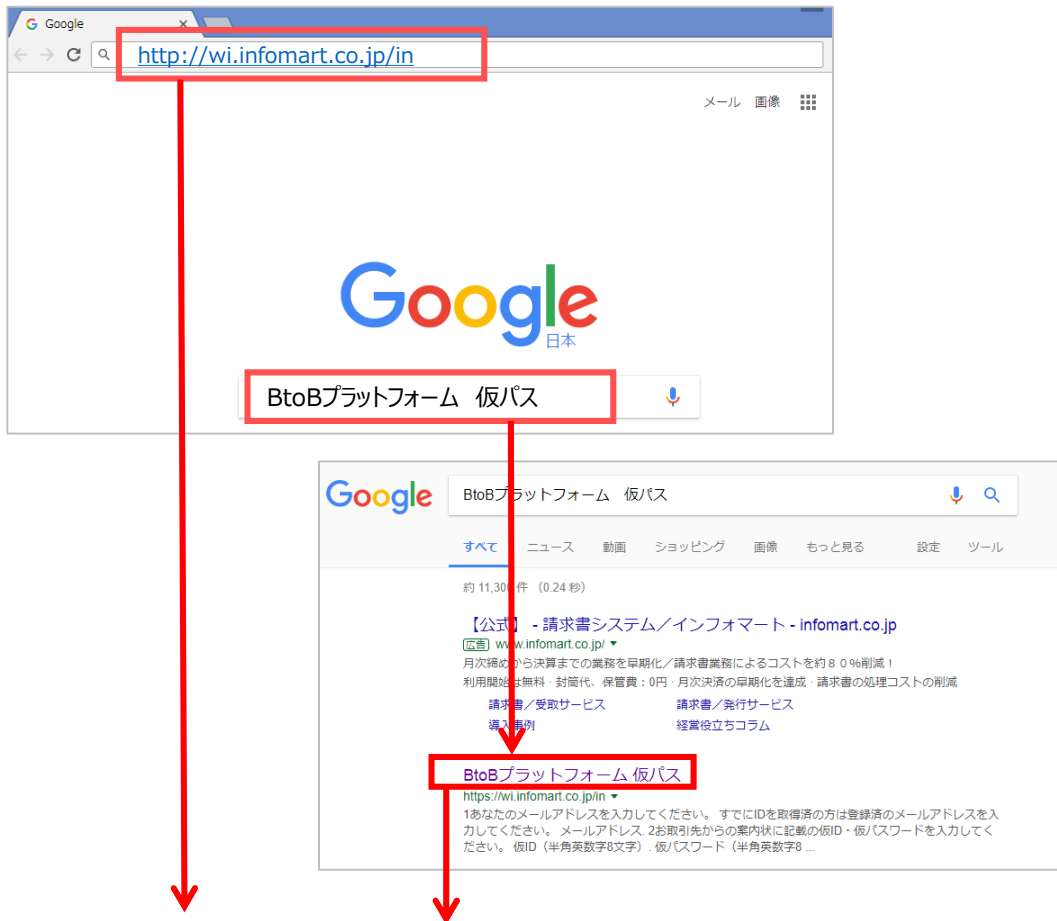 Google
http://wi.infomart.co.jp/in
メール 画像
Google
日本
BtoBプラットフォーム 仮パス
Google
BtoBプラットフォーム 仮パス
すべて ニュース 動画 ショッピング 画像 もっと見る 設定 ツール
約 11,300 件 （0.24 秒）
【公式】 - 請求書システム／インフォマート - infomart.co.jp
広告 www.infomart.co.jp/
月次締めから決算までの業務を早期化／請求書業務によるコストを約８０％削減！
利用開始は無料 · 封筒代、保管費：0円 · 月次決済の早期化を達成 · 請求書の処理コストの削減
請求書／受取サービス 請求書／発行サービス
導入事例 経営役立ちコラム
BtoBプラットフォーム 仮パス
https://wi.infomart.co.jp/in
1あなたのメールアドレスを入力してください。 すでにIDを取得済の方は登録済のメールアドレスを入
力してください。 メールアドレス. 2お取引先からの案内状に記載の仮ID・仮パスワードを入力してく
ださい。 仮ID（半角英数字8文字）. 仮パスワード（半角英数字8 ...